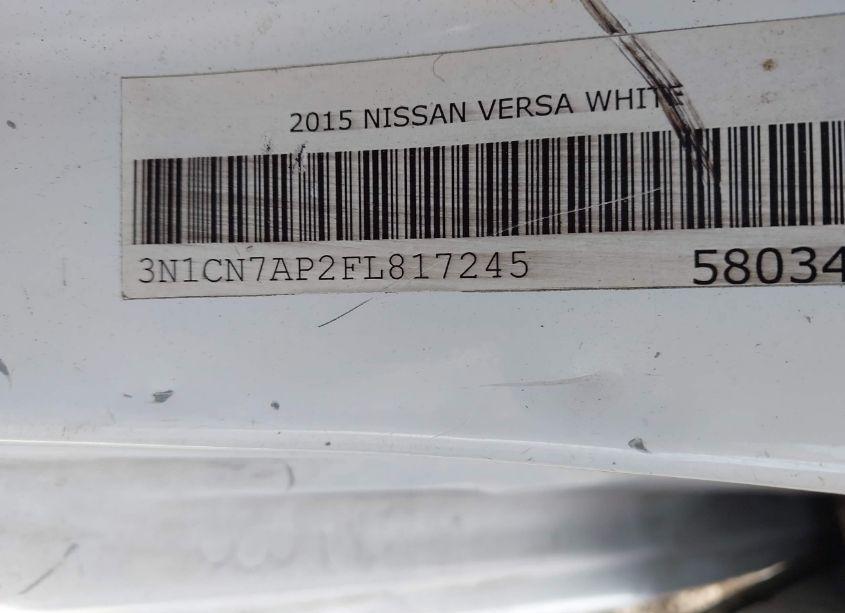 2015 NISSAN VERSA WHITE
3N1CN7AP2FL817245
58034